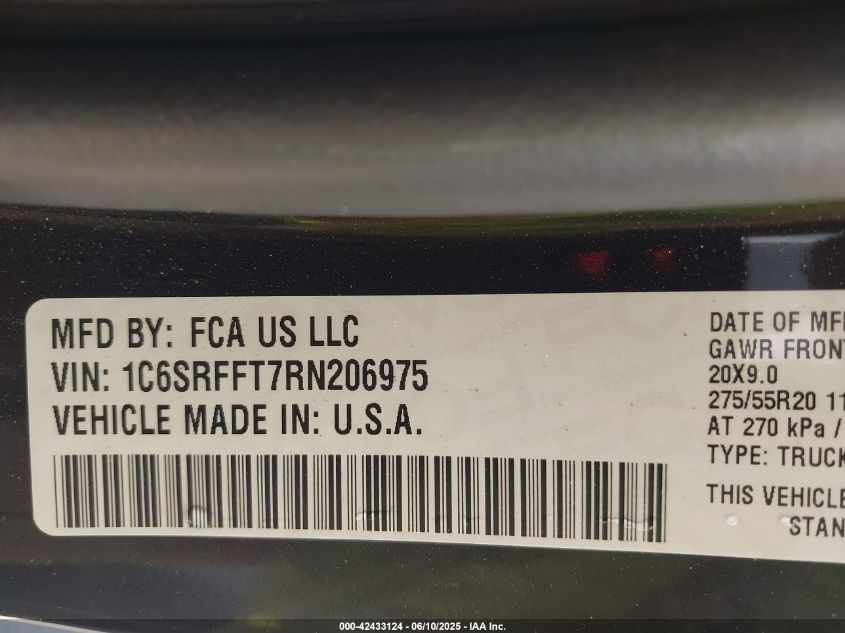 MFD BY: FCA US LLC
VIN: 1C6SRFFT7RN206975
VEHICLE MADE IN: U.S.A.
DATE OF MF
GAWR FRONT
20X9.0
275/55R20 11
AT 270 kPa /
TYPE: TRUCK
THIS VEHICLE
STAN
000-42433124 - 06/10/2025 - IAA Inc.